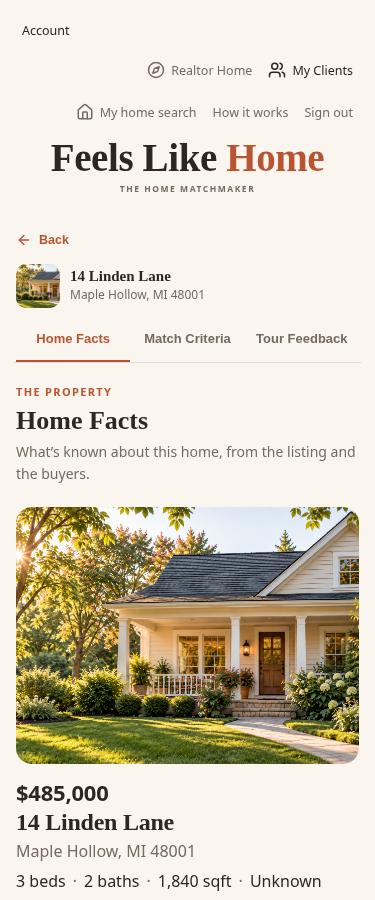 Account
Realtor Home
My Clients
My home search
How it works
Sign out
Feels Like Home
THE HOME MATCHMAKER
Back
14 Linden Lane
Maple Hollow, MI 48001
Home Facts
Match Criteria
Tour Feedback
THE PROPERTY
Home Facts
What’s known about this home, from the listing and
the buyers.
$485,000
14 Linden Lane
Maple Hollow, MI 48001
3 beds · 2 baths · 1,840 sqft · Unknown